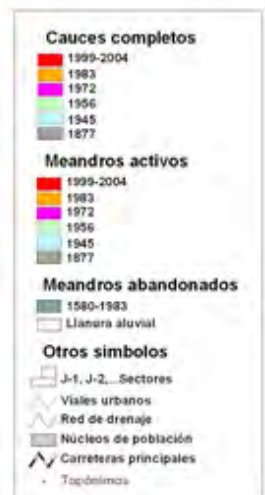 Cauces completos
1999-2004
1983
1972
1956
1945
1877
Meandros activos
1999-2004
1983
1972
1956
1945
1877
Meandros abandonados
1580-1983
Llanura aluvial
Otros simbolos
J-1, J-2,...Sectores
Viales urbanos
Red de drenaje
Núcleos de población
Carreteras principales
Topónimos